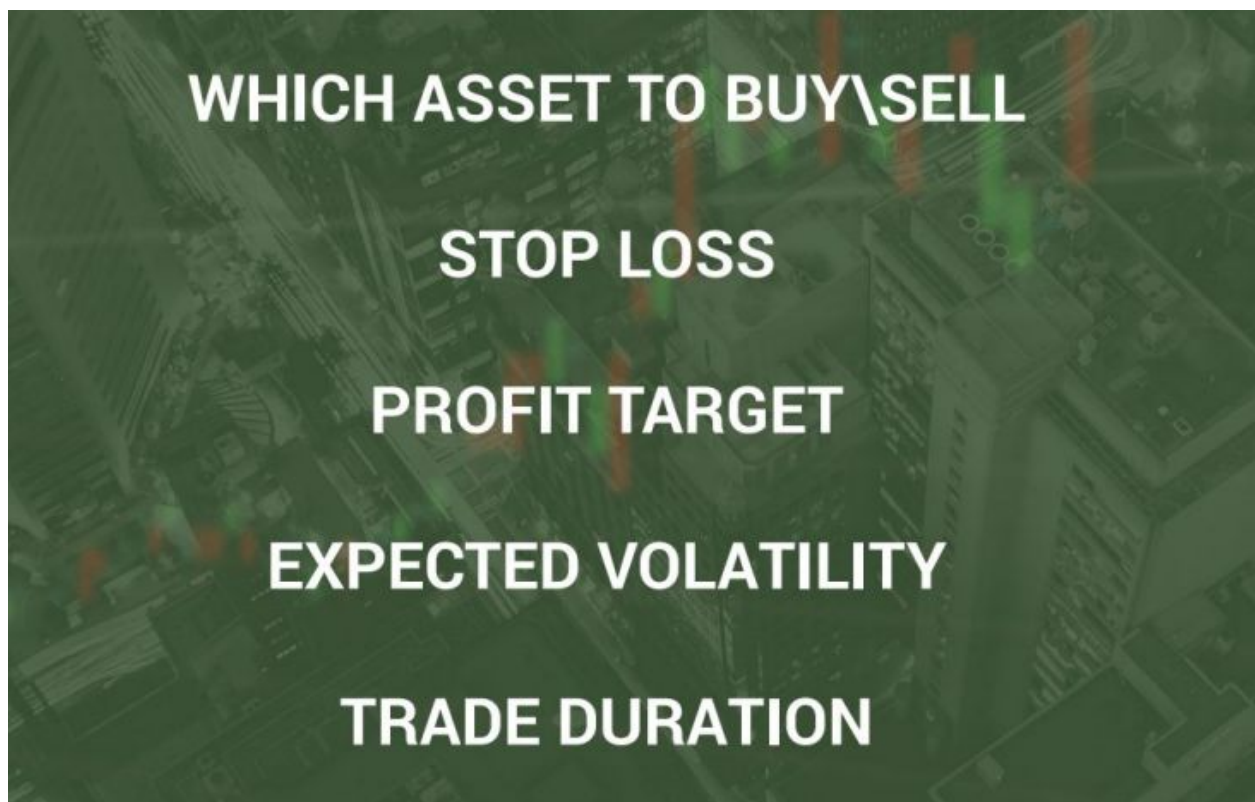 WHICH ASSET TO BUY\SELL
STOP LOSS
PROFIT TARGET
EXPECTED VOLATILITY
TRADE DURATION